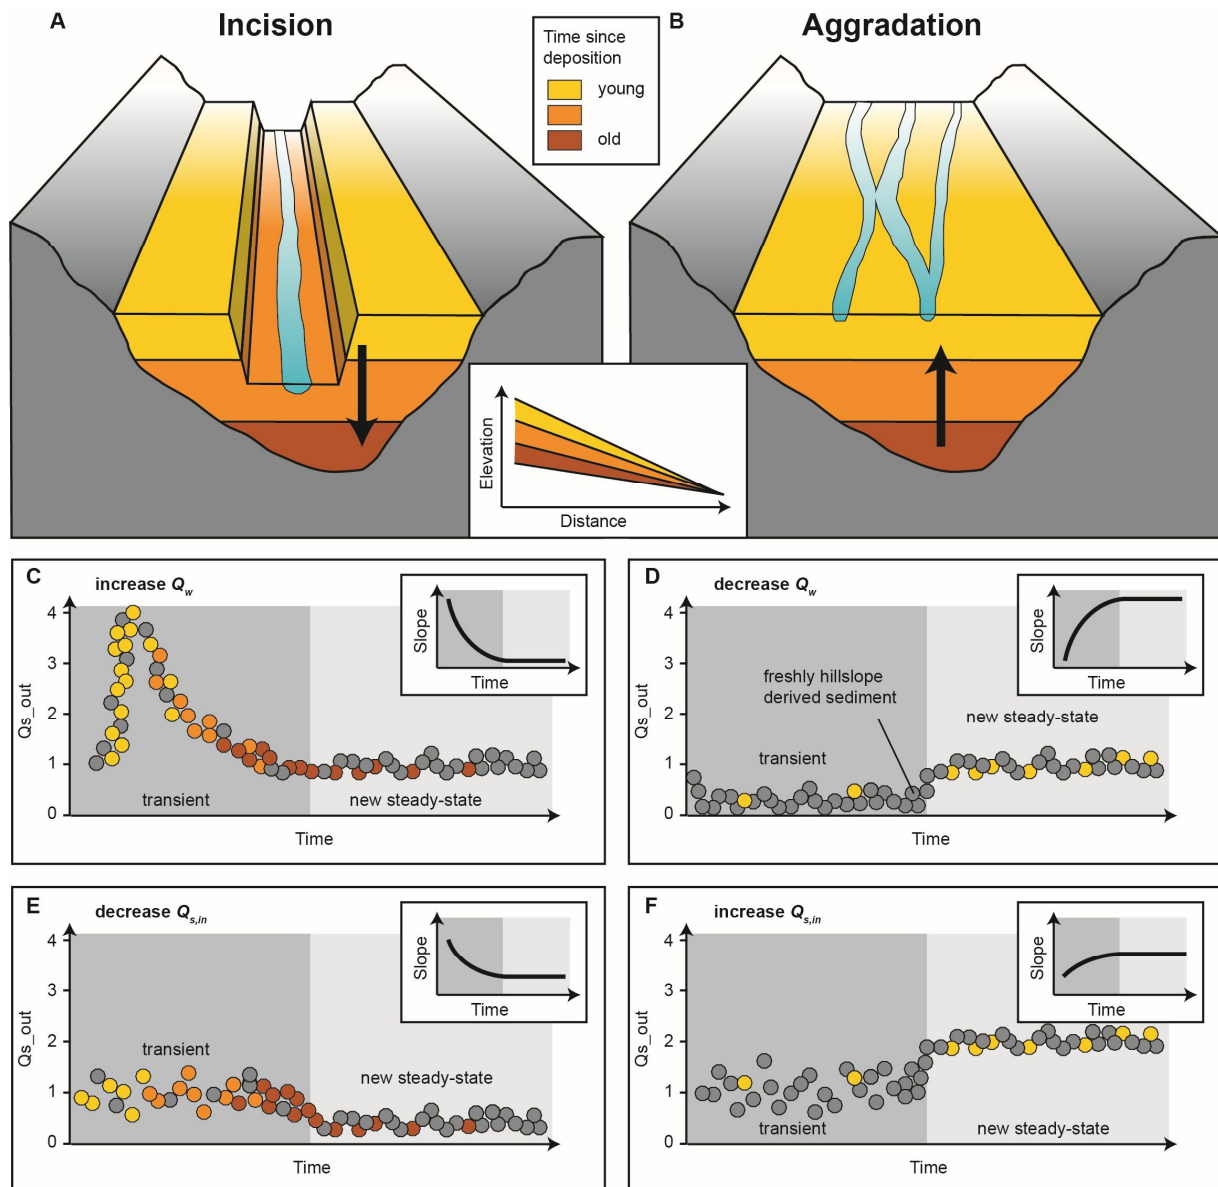 A
Incision
Time since
deposition
young
old
B
Aggradation
Elevation
Distance
C
increase Qw
4
3
2
1
0
Qs_out
transient
new steady-state
Time
Slope
Time
D
decrease Qw
4
3
2
1
0
Qs_out
freshly hillslope
derived sediment
transient
new steady-state
Time
Slope
Time
E
decrease Qs,in
4
3
2
1
0
Qs_out
transient
new steady-state
Time
Slope
Time
F
increase Qs,in
4
3
2
1
0
Qs_out
transient
new steady-state
Time
Slope
Time